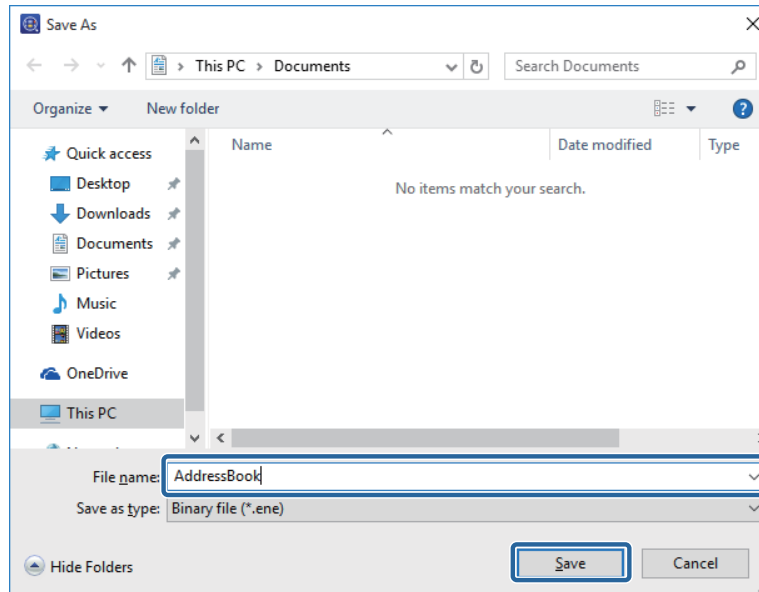 Save As
This PC > Documents
Search Documents
Organize
New folder
?
Name
Date modified
Type
No items match your search.
Quick access
Desktop
Downloads
Documents
Pictures
Music
Videos
OneDrive
This PC
File name: AddressBook
Save as type: Binary file (*.ene)
Hide Folders
Save
Cancel